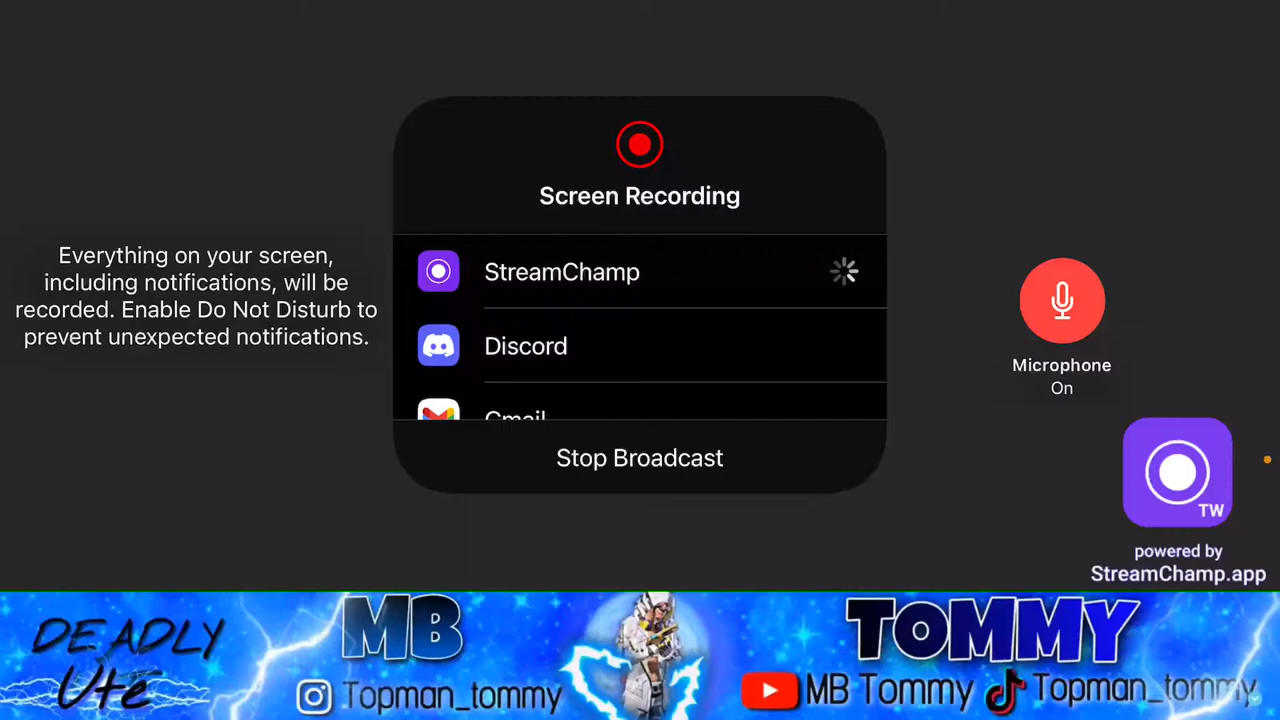 Screen Recording
Everything on your screen,
including notifications, will be
recorded. Enable Do Not Disturb to
prevent unexpected notifications.
StreamChamp
Discord
Gmail
Stop Broadcast
Microphone
On
TW
powered by
StreamChamp.app
DEADLY
Ute
MB
Topman_tommy
TOMMY
MB Tommy
Topman_tommy